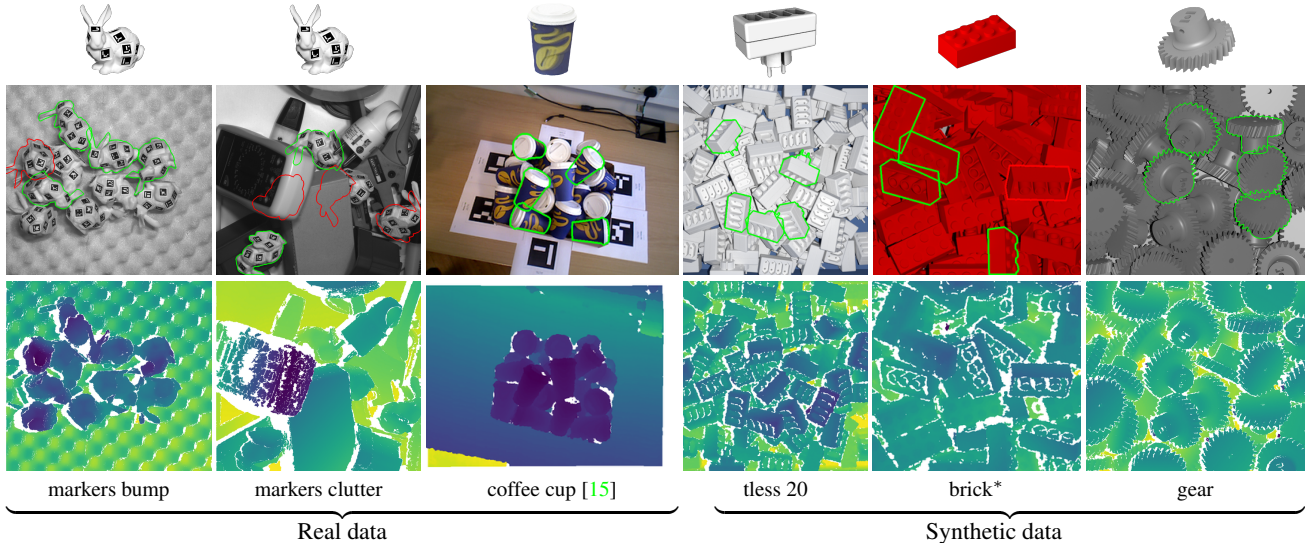 markers bump
markers clutter
coffee cup [15]
tless 20
brick*
gear
Real data
Synthetic data